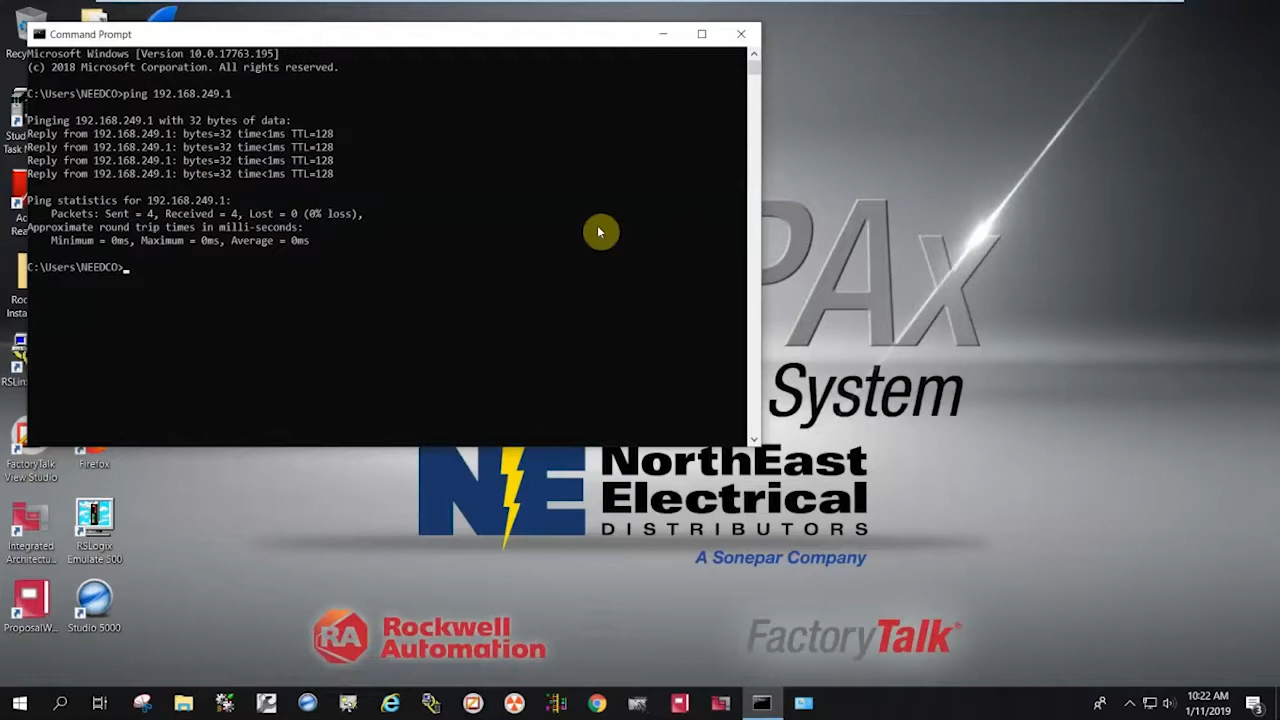 Command Prompt
Microsoft Windows [Version 10.0.17763.195]
(c) 2018 Microsoft Corporation. All rights reserved.
C:\Users\NEEDCO>ping 192.168.249.1
Pinging 192.168.249.1 with 32 bytes of data:
Reply from 192.168.249.1: bytes=32 time<1ms TTL=128
Reply from 192.168.249.1: bytes=32 time<1ms TTL=128
Reply from 192.168.249.1: bytes=32 time<1ms TTL=128
Reply from 192.168.249.1: bytes=32 time<1ms TTL=128
Ping statistics for 192.168.249.1:
Packets: Sent = 4, Received = 4, Lost = 0 (0% loss),
Approximate round trip times in milli-seconds:
Minimum = 0ms, Maximum = 0ms, Average = 0ms
C:\Users\NEEDCO>
PAx
System
NE
NorthEast
Electrical
DISTRIBUTORS
A Sonepar Company
RA
Rockwell
Automation
FactoryTalk
FactoryTalk
View Studio
Firefox
Integrated
Architectu...
RSLogix
Emulate 500
ProposalW...
Studio 5000
10:22 AM
1/11/2019
3